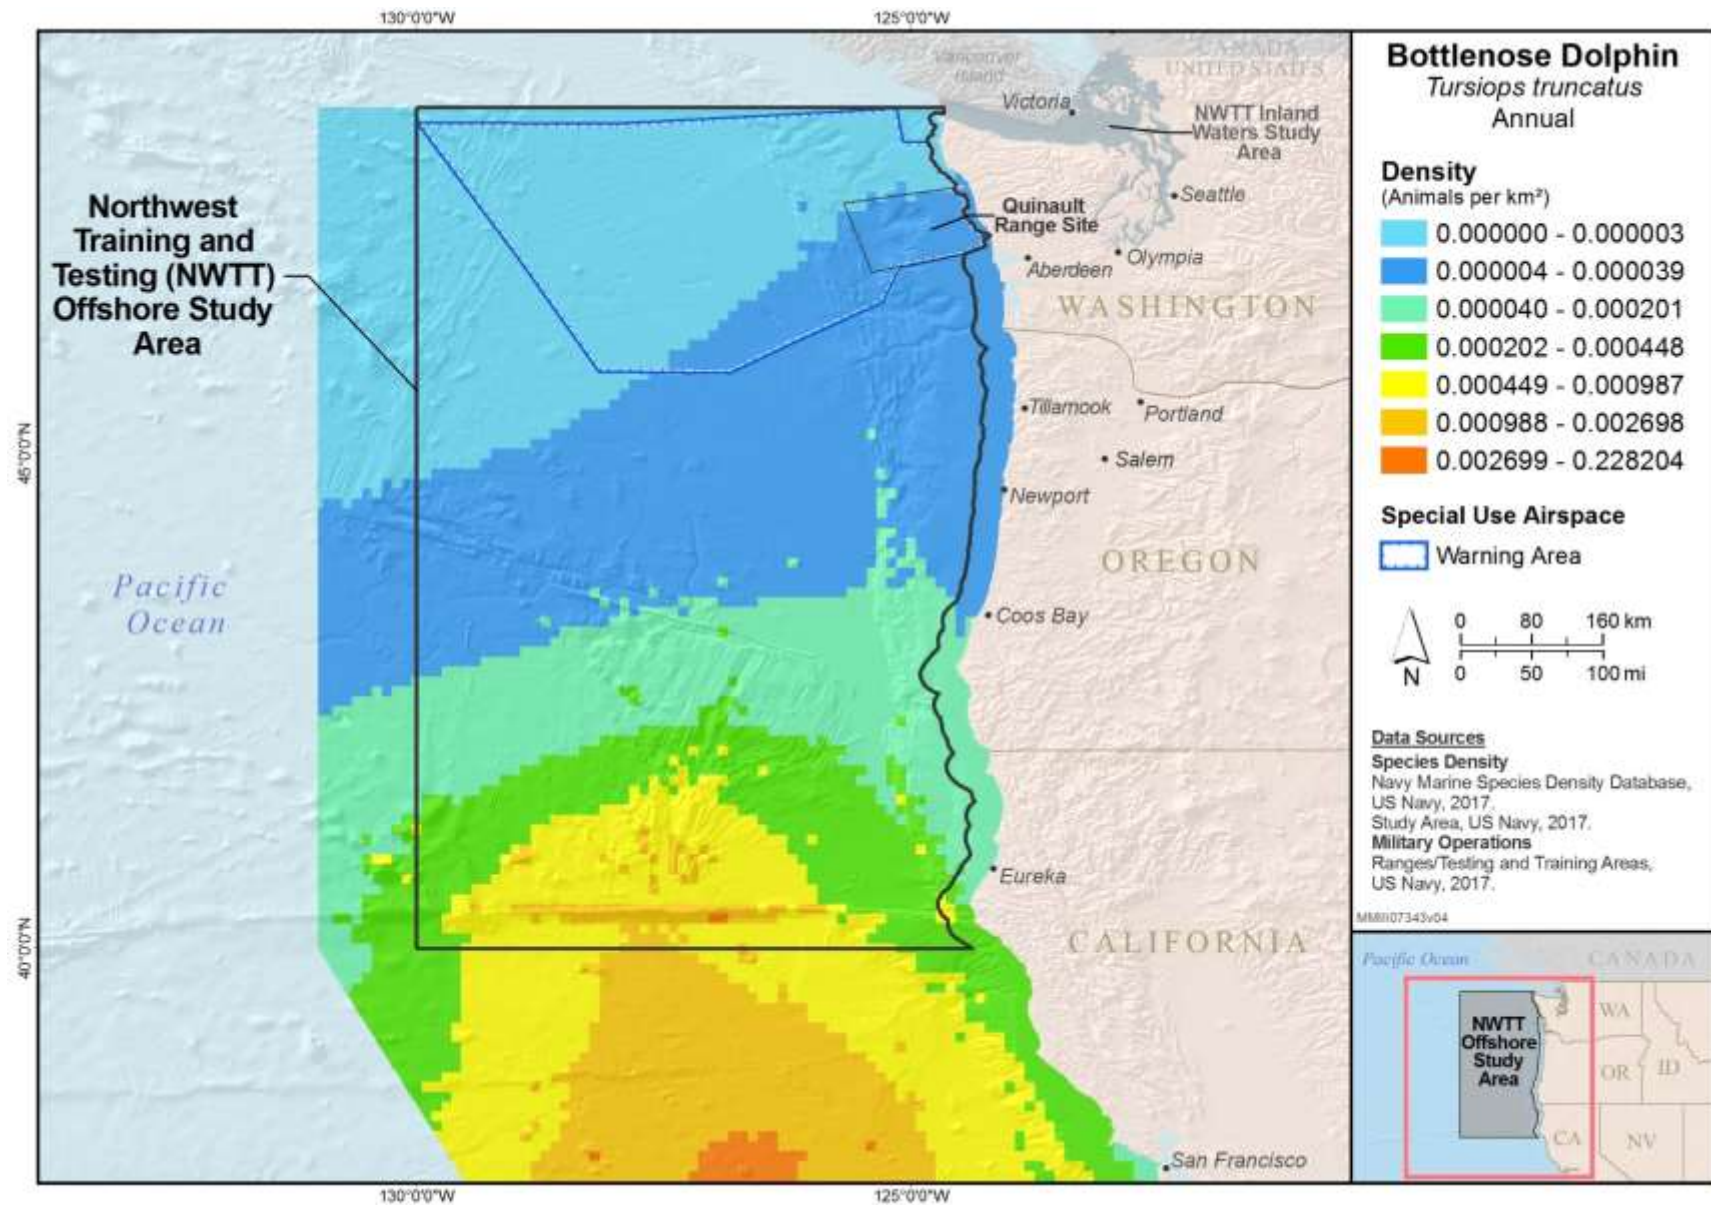 130°0'0"W
125°0'0"W
Vancouver
Island
CANADA
UNITED STATES
Victoria
NWTT Inland
Waters Study
Area
Seattle
Northwest
Training and
Testing (NWTT)
Offshore Study
Area
Quinault
Range Site
Aberdeen
Olympia
WASHINGTON
Tillamook
Portland
45°0'0"N
Salem
Newport
OREGON
Pacific
Ocean
Coos Bay
Eureka
40°0'0"N
CALIFORNIA
San Francisco
130°0'0"W
125°0'0"W
Bottlenose Dolphin
Tursiops truncatus
Annual
Density
(Animals per km²)
0.000000 - 0.000003
0.000004 - 0.000039
0.000040 - 0.000201
0.000202 - 0.000448
0.000449 - 0.000987
0.000988 - 0.002698
0.002699 - 0.228204
Special Use Airspace
Warning Area
N
0 80 160 km
0 50 100 mi
Data Sources
Species Density
Navy Marine Species Density Database,
US Navy, 2017.
Study Area, US Navy, 2017.
Military Operations
Ranges/Testing and Training Areas,
US Navy, 2017.
Pacific Ocean
CANADA
NWTT
Offshore
Study
Area
WA
OR
ID
CA
NV